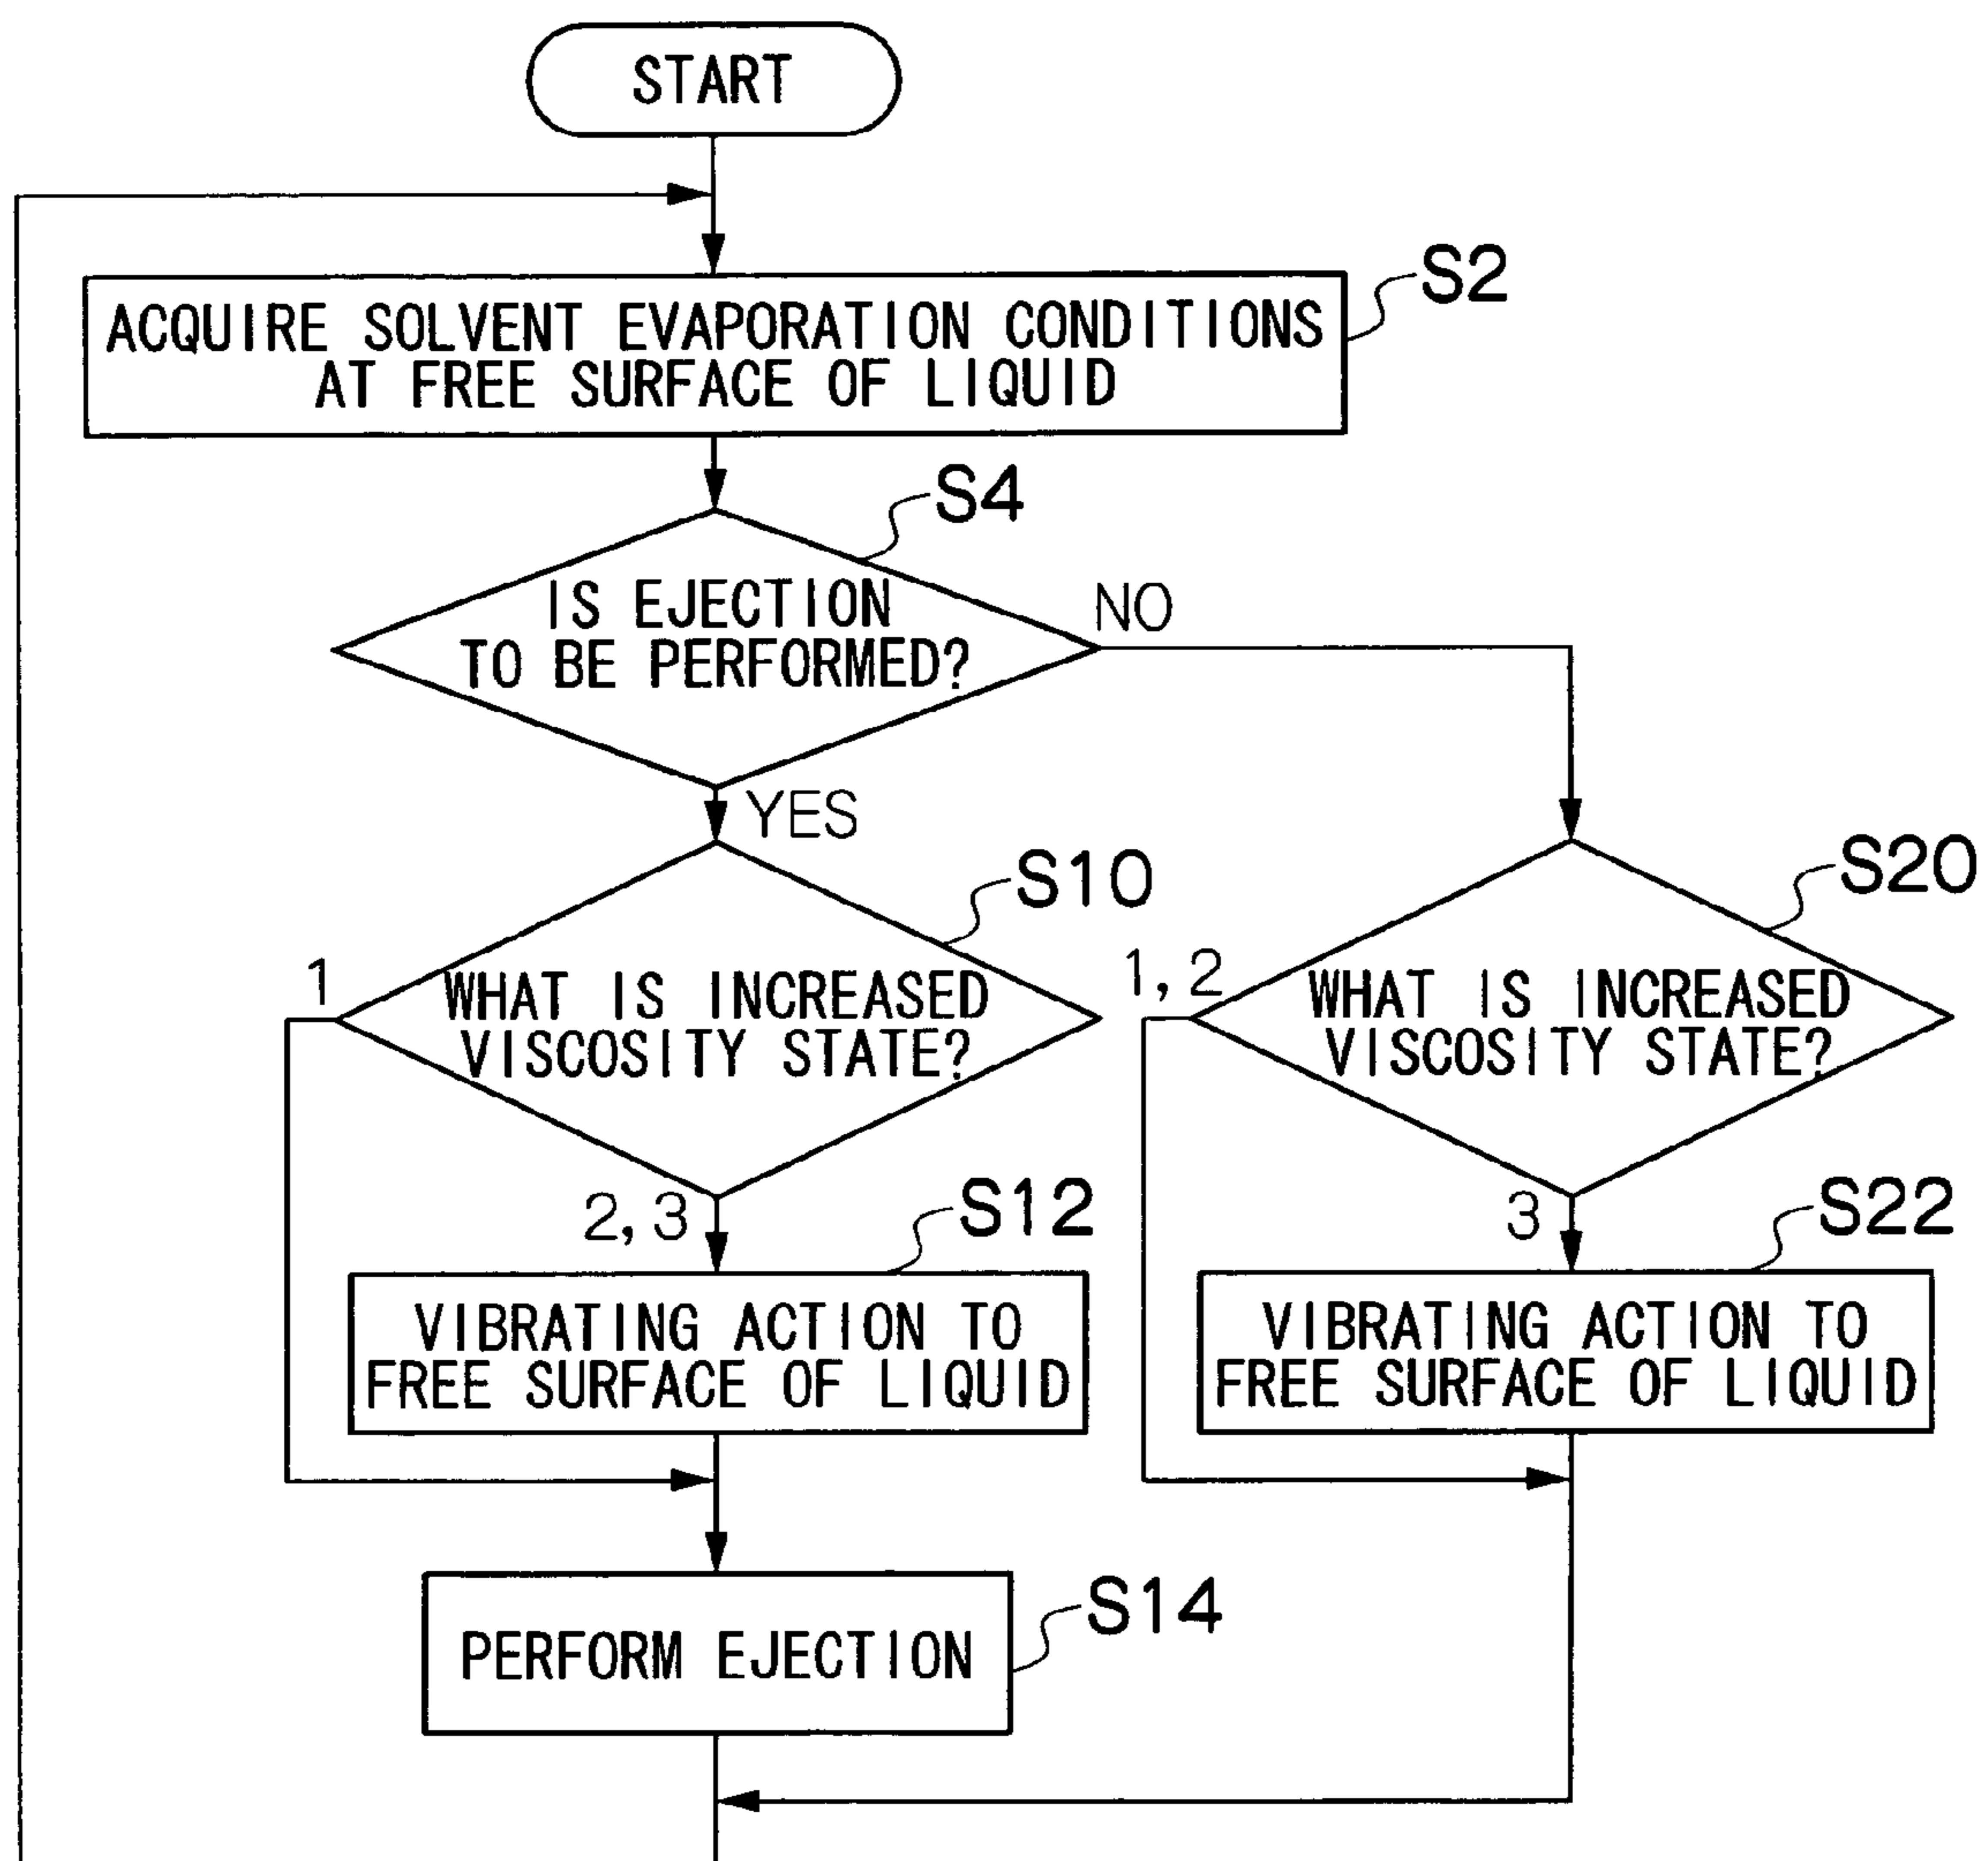 START
S2
ACQUIRE SOLVENT EVAPORATION CONDITIONS
AT FREE SURFACE OF LIQUID
S4
IS EJECTION
TO BE PERFORMED?
NO
YES
S10
S20
1
WHAT IS INCREASED
VISCOSITY STATE?
1,2
WHAT IS INCREASED
VISCOSITY STATE?
2,3
S12
3
S22
VIBRATING ACTION TO
FREE SURFACE OF LIQUID
VIBRATING ACTION TO
FREE SURFACE OF LIQUID
S14
PERFORM EJECTION